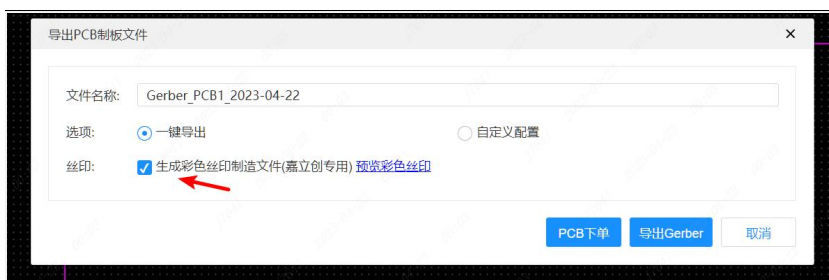 导出PCB制板文件
文件名称: Gerber_PCB1_2023-04-22
选项: 一键导出 自定义配置
丝印: 生成彩色丝印制造文件(嘉立创专用) 预览彩色丝印
PCB下单 导出Gerber 取消